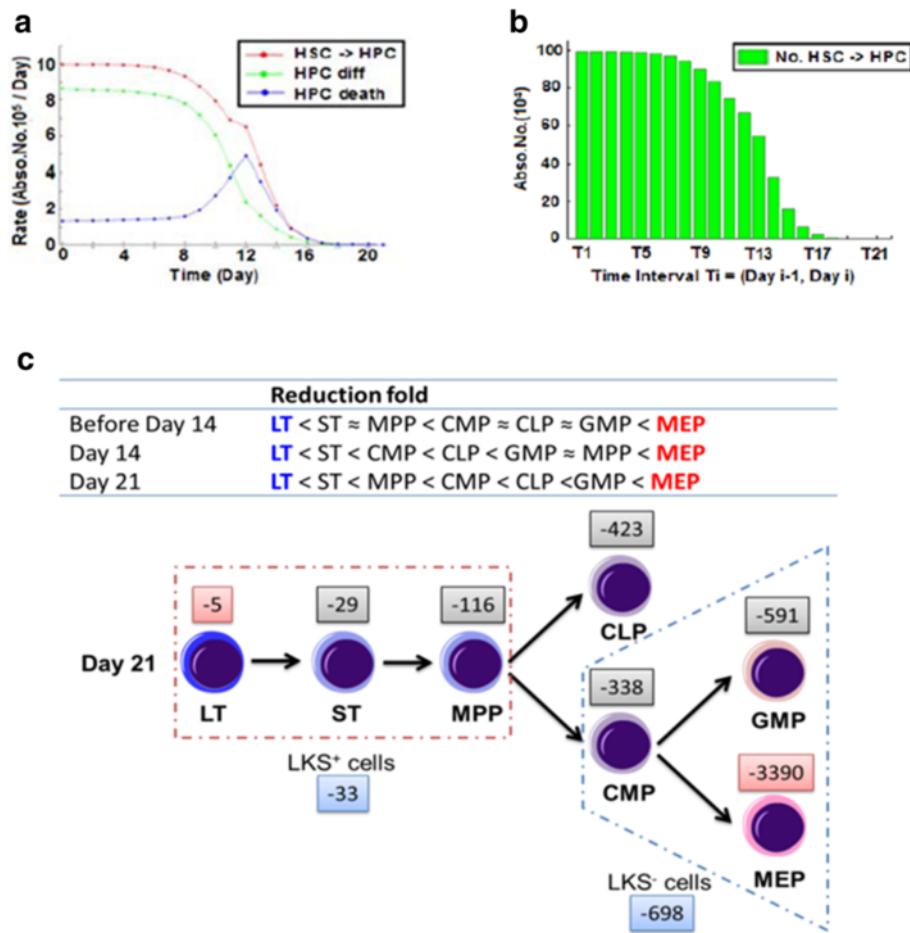 a
HSC -> HPC
HPC diff
HPC death
Rate (Abso.No.10⁵ / Day)
10
8
6
4
2
0
0 4 8 12 16 20
Time (Day)
b
No. HSC -> HPC
Abso.No.(10⁴)
100
80
60
40
20
0
T1 T5 T9 T13 T17 T21
Time Interval Ti = (Day i-1, Day i)
c
Reduction fold
Before Day 14 LT < ST ≈ MPP < CMP ≈ CLP ≈ GMP < MEP
Day 14 LT < ST < CMP < CLP < GMP ≈ MPP < MEP
Day 21 LT < ST < MPP < CMP < CLP <GMP < MEP
-423
CLP
-5 -29 -116
Day 21
LT ST MPP
-591
GMP
-338
CMP
-3390
MEP
LKS⁺ cells
-33
LKS⁻ cells
-698